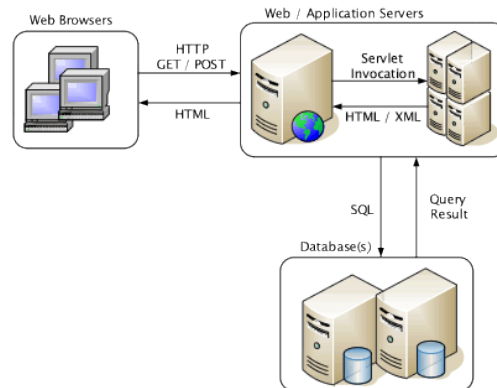 Web Browsers
Web / Application Servers
HTTP
GET / POST
HTML
Servlet
Invocation
HTML / XML
SQL
Query
Result
Database(s)